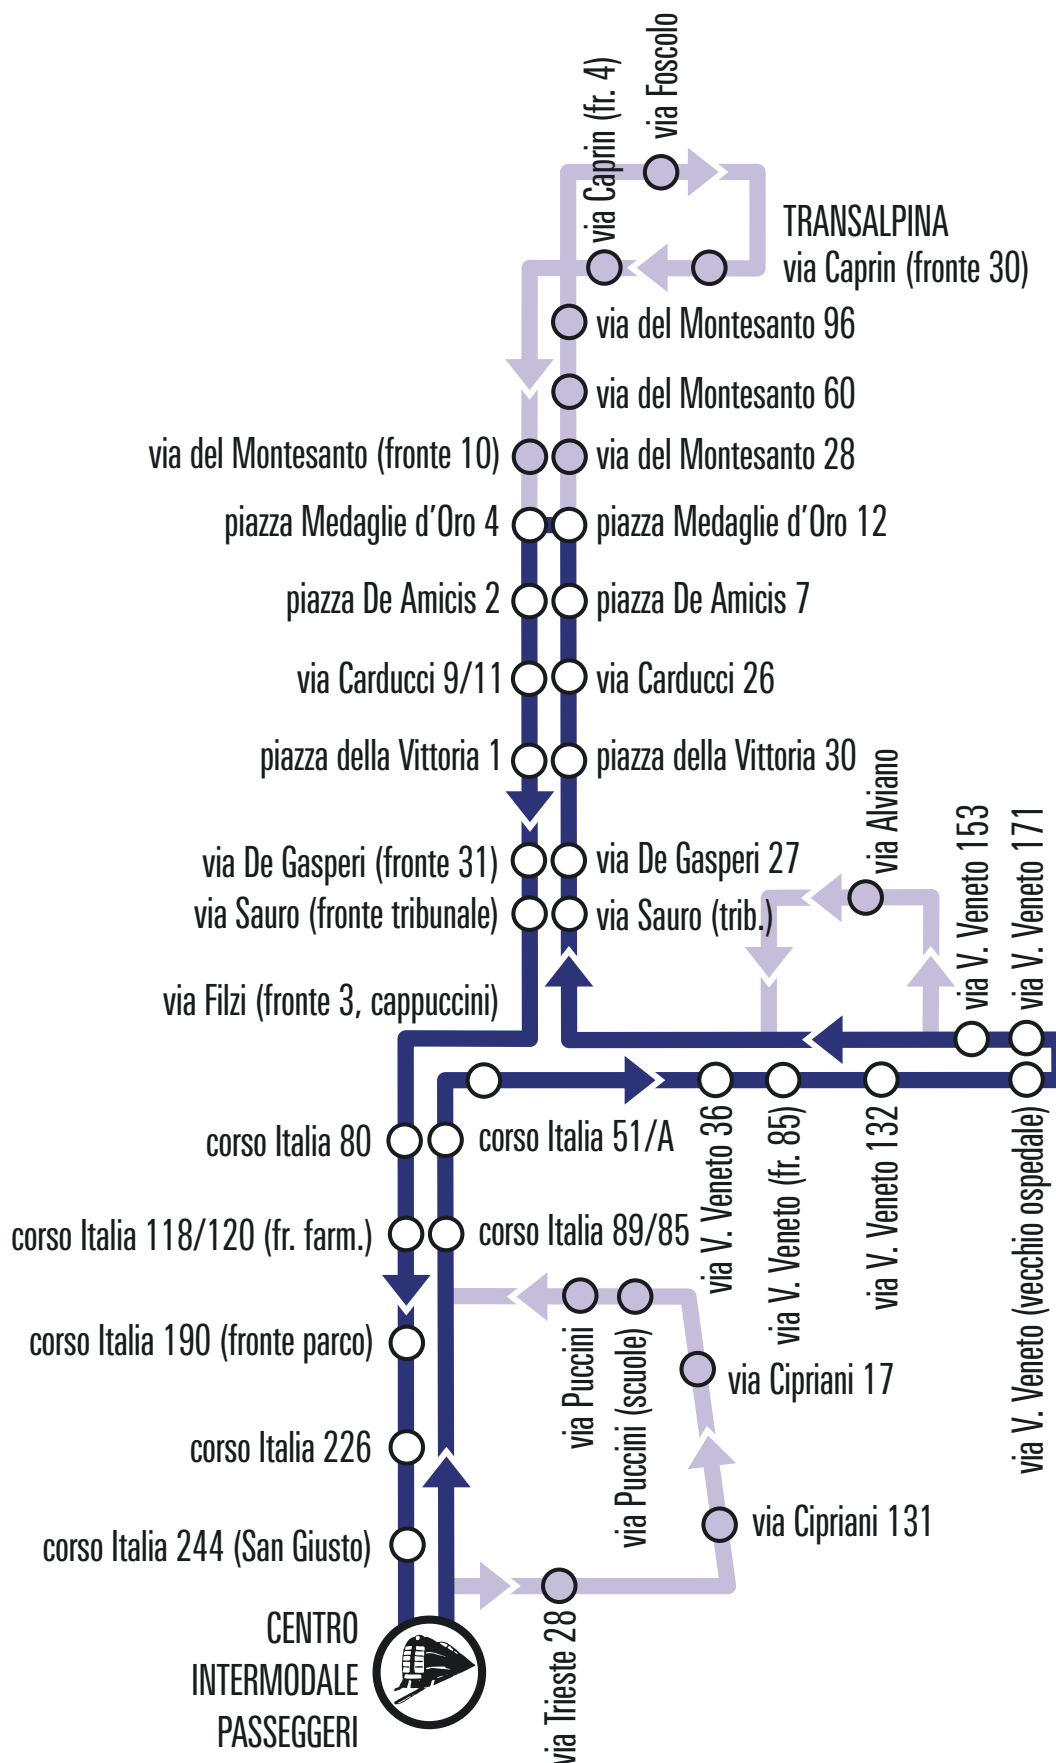 via Foscolo
via Caprin (fr. 4)
TRANSALPINA
via Caprin (fronte 30)
via del Montesanto 96
via del Montesanto 60
via del Montesanto (fronte 10)
via del Montesanto 28
piazza Medaglie d'Oro 4
piazza Medaglie d'Oro 12
piazza De Amicis 2
piazza De Amicis 7
via Carducci 9/11
via Carducci 26
piazza della Vittoria 1
piazza della Vittoria 30
via Alviano
via V. Veneto 153
via V. Veneto 171
via De Gasperi (fronte 31)
via De Gasperi 27
via Sauro (fronte tribunale)
via Sauro (trib.)
via Filzi (fronte 3, cappuccini)
corso Italia 80
corso Italia 51/A
via V. Veneto 36
via V. Veneto (fr. 85)
via V. Veneto 132
via V. Veneto (vecchio ospedale)
corso Italia 118/120 (fr. farm.)
corso Italia 89/85
corso Italia 190 (fronte parco)
via Puccini
via Puccini (scuole)
via Cipriani 17
corso Italia 226
via Cipriani 131
corso Italia 244 (San Giusto)
via Trieste 28
CENTRO
INTERMODALE
PASSEGGERI